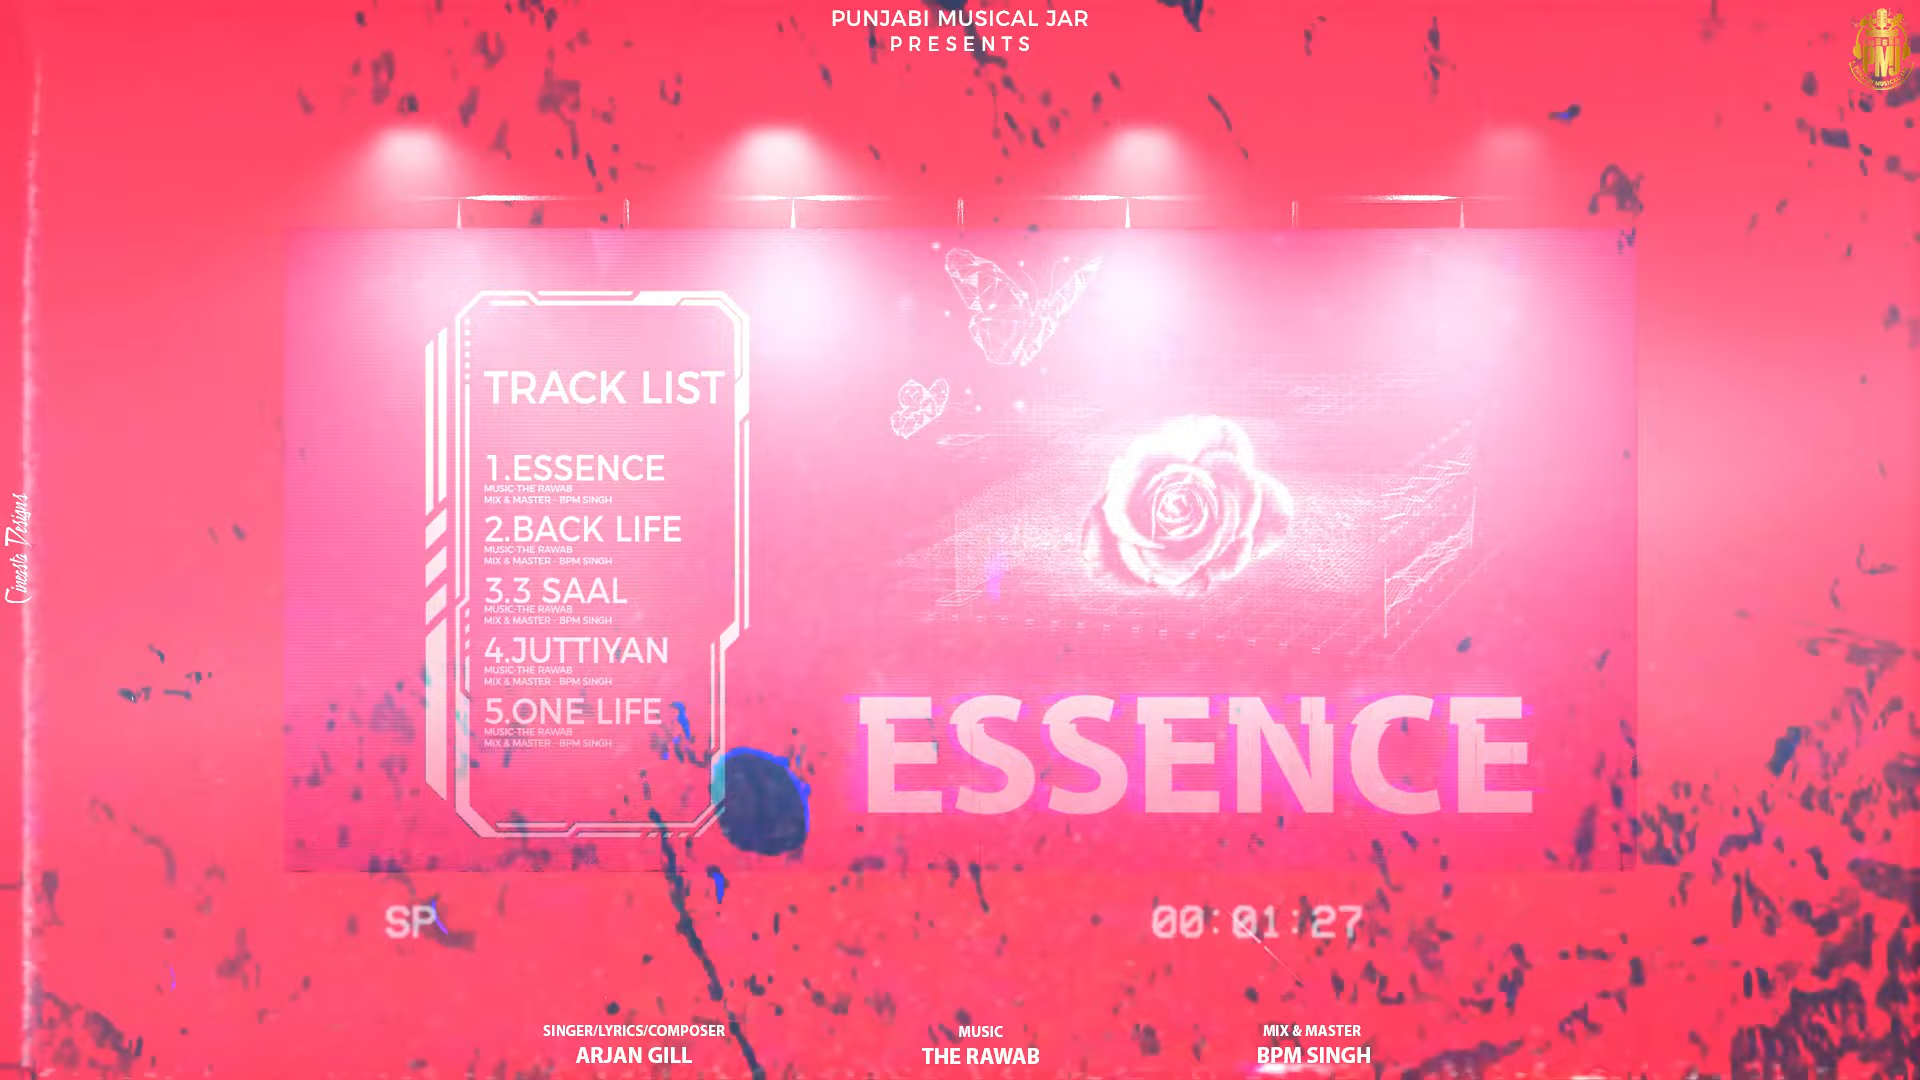 PUNJABI MUSICAL JAR
PRESENTS
PMJ
TRACK LIST
1.ESSENCE
MUSIC-THE RAWAB
MIX & MASTER - BPM SINGH
2.BACK LIFE
MUSIC-THE RAWAB
MIX & MASTER - BPM SINGH
3.3 SAAL
MUSIC-THE RAWAB
MIX & MASTER - BPM SINGH
4.JUTTIYAN
MUSIC-THE RAWAB
MIX & MASTER - BPM SINGH
5.ONE LIFE
MUSIC-THE RAWAB
MIX & MASTER - BPM SINGH
ESSENCE
Cineasta Designs
SP
00:01:27
SINGER/LYRICS/COMPOSER
ARJAN GILL
MUSIC
THE RAWAB
MIX & MASTER
BPM SINGH